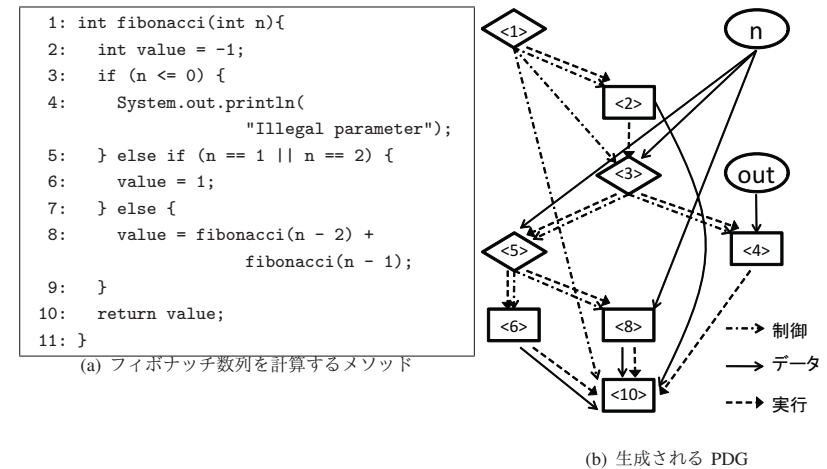 1: int fibonacci(int n){
2: int value = -1;
3: if (n <= 0) {
4: System.out.println(
"Illegal parameter");
5: } else if (n == 1 || n == 2) {
6: value = 1;
7: } else {
8: value = fibonacci(n - 2) +
fibonacci(n - 1);
9: }
10: return value;
11: }
(a) フィボナッチ数列を計算するメソッド
<1>
n
<2>
<3>
out
<5>
<4>
<6>
<8>
<10>
制御
データ
実行
(b) 生成される PDG